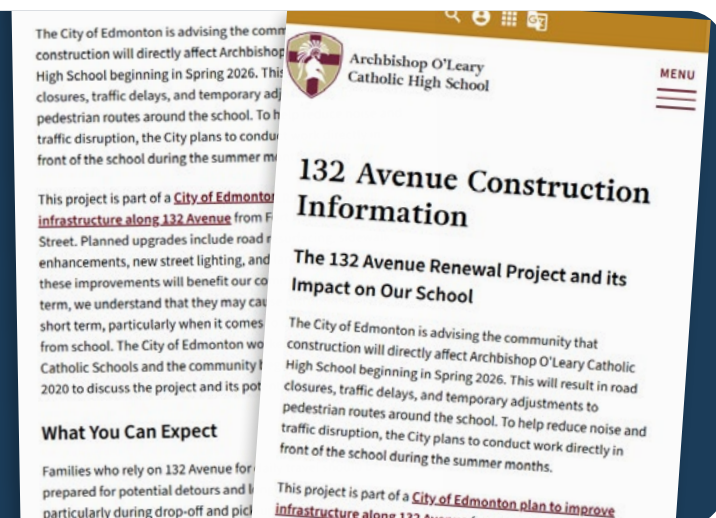 The City of Edmonton is advising the comm
construction will directly affect Archbishop
High School beginning in Spring 2026. This
closures, traffic delays, and temporary adj
pedestrian routes around the school. To h
traffic disruption, the City plans to condu
front of the school during the summer m
This project is part of a City of Edmonton
infrastructure along 132 Avenue from F
Street. Planned upgrades include road r
enhancements, new street lighting, and
these improvements will benefit our co
term, we understand that they may cau
short term, particularly when it comes
from school. The City of Edmonton wo
Catholic Schools and the community
2020 to discuss the project and its pot
What You Can Expect
Families who rely on 132 Avenue for
prepared for potential detours and
particularly during drop-off and pick
Archbishop O'Leary
Catholic High School
MENU
132 Avenue Construction
Information
The 132 Avenue Renewal Project and its
Impact on Our School
The City of Edmonton is advising the community that
construction will directly affect Archbishop O'Leary Catholic
High School beginning in Spring 2026. This will result in road
closures, traffic delays, and temporary adjustments to
pedestrian routes around the school. To help reduce noise and
traffic disruption, the City plans to conduct work directly in
front of the school during the summer months.
This project is part of a City of Edmonton plan to improve
infrastructure along 132 Avenue